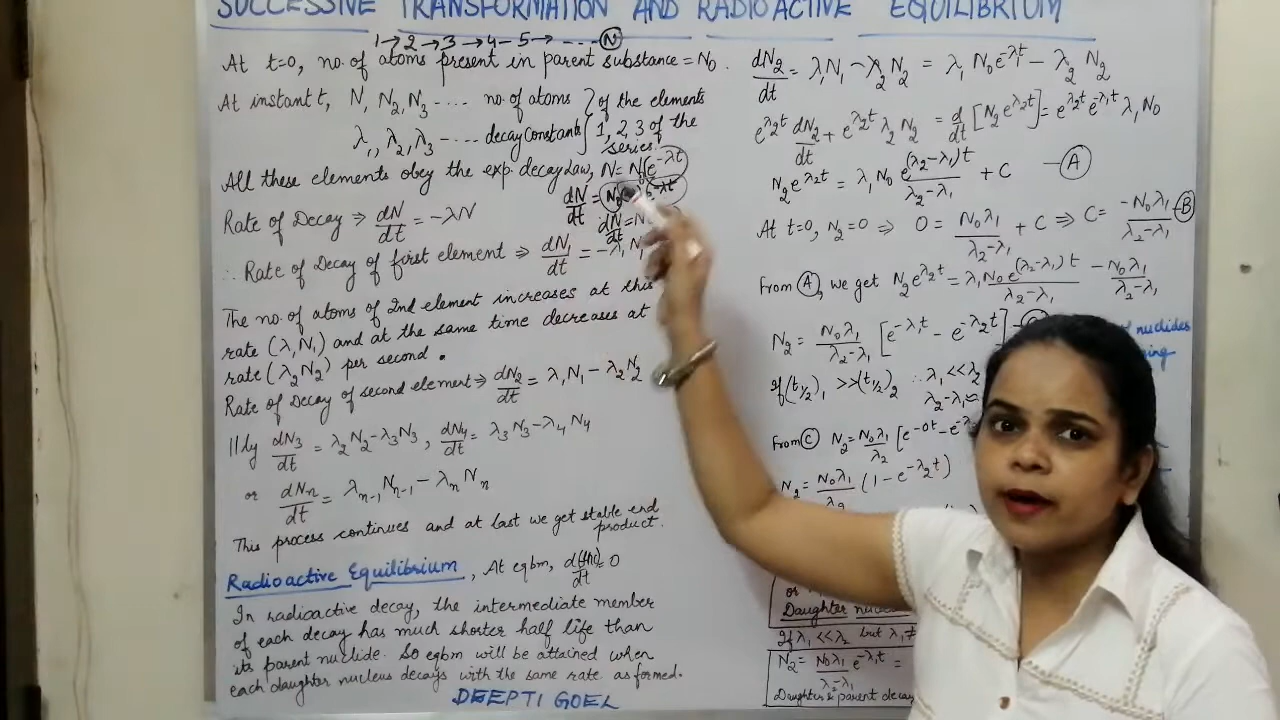 SUCCESSIVE TRANSFORMATION AND RADIOACTIVE EQUILIBRIUM
1→2→3→4-5→.....Ⓝ
At t=0, no. of atoms present in parent substance = N₀.
At instant t, N, N₂, N₃ .... no. of atoms } of the elements
λ₁, λ₂, λ₃ .... decay constants } 1, 2, 3 of the series.
All these elements obey the exp. decay Law, N = N₀e^-λt
dN/dt =
Rate of Decay ⇒ dN/dt = -λN
dN/dt =
∴ Rate of Decay of first element ⇒ dN₁/dt = -λ₁N₁
The no. of atoms of 2nd element increases at this
rate (λ₁N₁) and at the same time decreases at
rate (λ₂N₂) per second.
Rate of Decay of second element ⇒ dN₂/dt = λ₁N₁ - λ₂N₂
||ly dN₃/dt = λ₂N₂-λ₃N₃, dN₄/dt = λ₃N₃-λ₄N₄
or dNn/dt = λn-1 Nn-1 - λn Nn
This process continues and at last we get stable end
product.
Radioactive Equilibrium, At eqbm, = 0
In radioactive decay, the intermediate member
of each decay has much shorter half life than
its parent nuclide. So eqbm will be attained when
each daughter nucleus decays with the same rate as formed.
DEEPTI GOEL
dN₂/dt = λ₁N₁ - λ₂N₂ = λ₁N₀e^-λ₁t - λ₂N₂
e^λ₂t dN₂/dt + e^λ₂t λ₂N₂ = d/dt [N₂e^λ₂t] = e^λ₂t e^-λ₁t λ₁N₀
N₂e^λ₂t = λ₁N₀ e^(λ₂-λ₁)t / λ₂-λ₁ + C —Ⓐ
At t=0, N₂=0 ⇒ 0 = N₀λ₁/λ₂-λ₁ + C ⇒ C = -N₀λ₁/λ₂-λ₁ -Ⓑ
From Ⓐ, we get N₂e^λ₂t = λ₁N₀e^(λ₂-λ₁)t / λ₂-λ₁ - N₀λ₁/λ₂-λ₁
N₂ = N₀λ₁/λ₂-λ₁ [e^-λ₁t - e^-λ₂t]
of nuclides
If (t½)₁ >> (t½)₂ ∴ λ₁ << λ₂
λ₂-λ₁ ≈
From Ⓒ N₂ = N₀λ₁/λ₂ [e^-0t - e^-λ
N₂ = N₀λ₁/λ₂ (1 - e^-λ₂t)
or
Daughter
If λ₁ << λ₂ but λ₁ ≠
N₂ = N₀λ₁/λ₂-λ₁ e^-λ₁t =
Daughter & parent decay